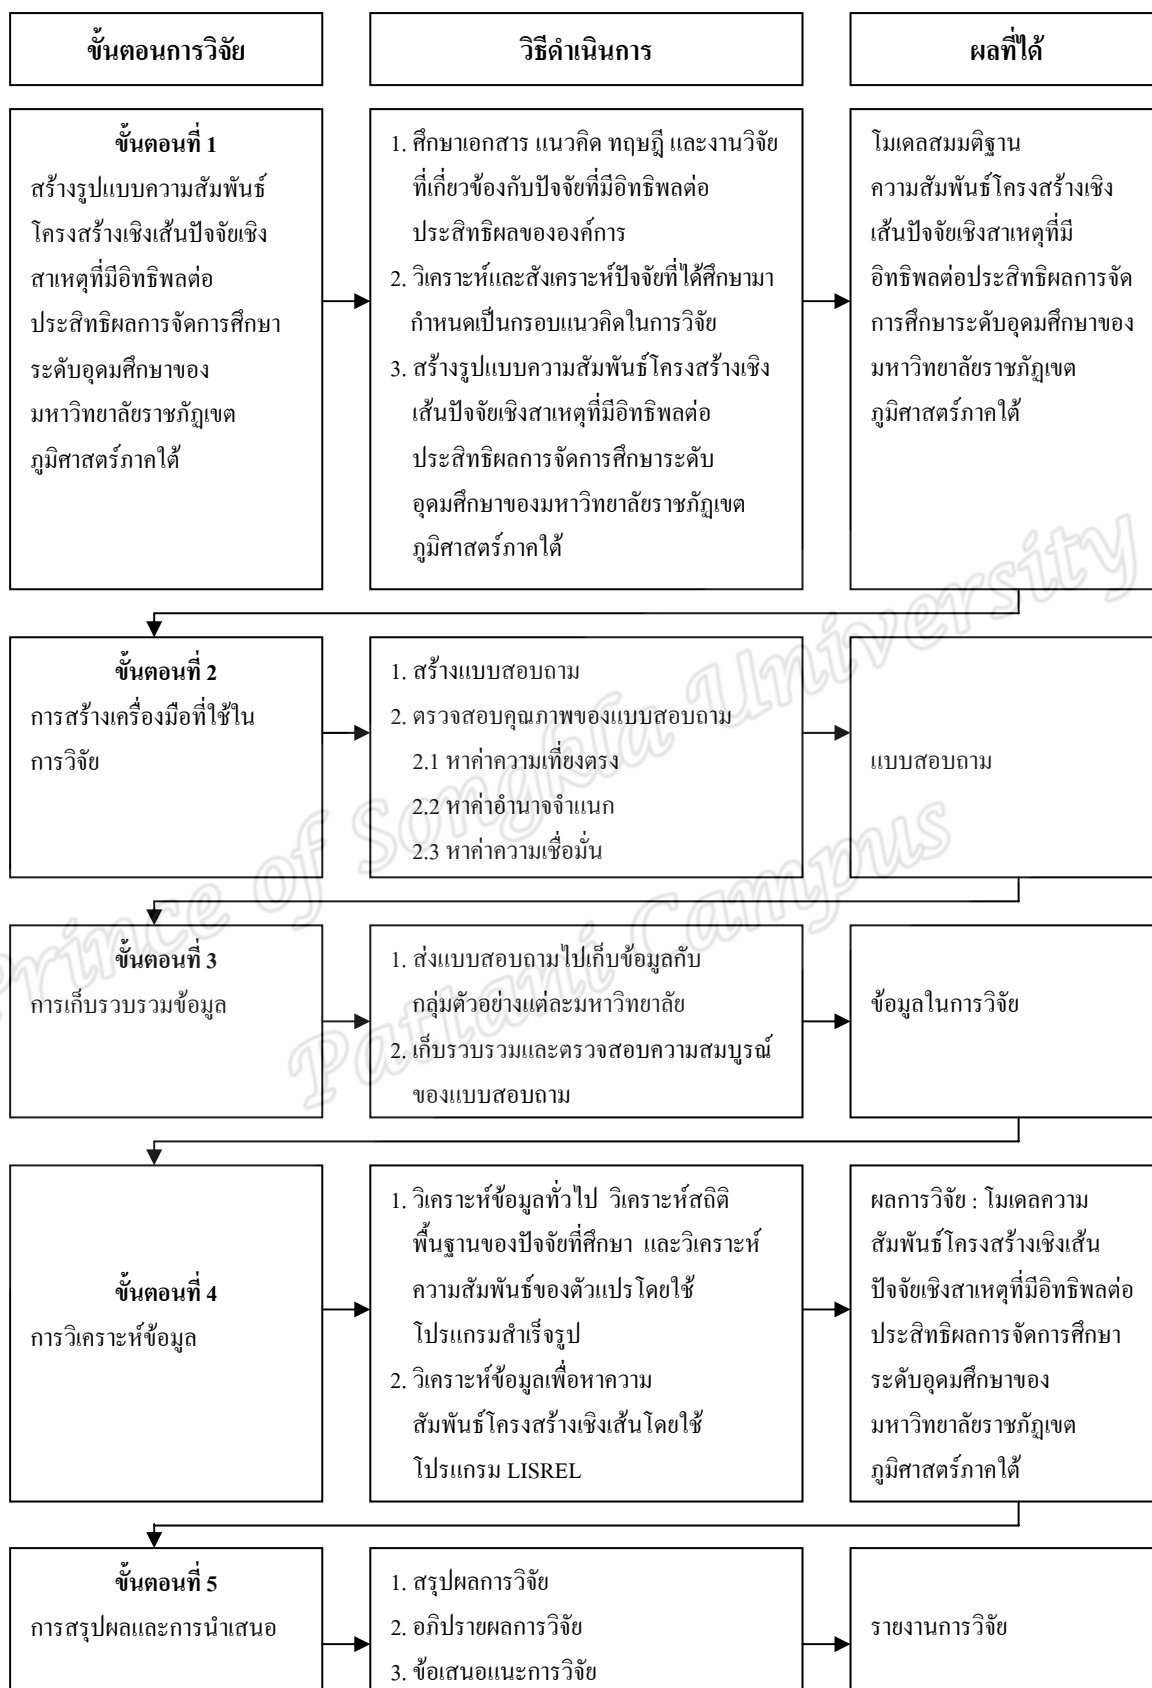 ขั้นตอนการวิจัย
วิธีดำเนินการ
ผลที่ได้
ขั้นตอนที่ 1
สร้างรูปแบบความสัมพันธ์
โครงสร้างเชิงเส้นปัจจัยเชิง
สาเหตุที่มีอิทธิพลต่อ
ประสิทธิผลการจัดการศึกษา
ระดับอุดมศึกษาของ
มหาวิทยาลัยราชภัฏเขต
ภูมิศาสตร์ภาคใต้
1. ศึกษาเอกสาร แนวคิด ทฤษฎี และงานวิจัย
ที่เกี่ยวข้องกับปัจจัยที่มีอิทธิพลต่อ
ประสิทธิผลขององค์การ
2. วิเคราะห์และสังเคราะห์ปัจจัยที่ได้ศึกษามา
กำหนดเป็นกรอบแนวคิดในการวิจัย
3. สร้างรูปแบบความสัมพันธ์โครงสร้างเชิง
เส้นปัจจัยเชิงสาเหตุที่มีอิทธิพลต่อ
ประสิทธิผลการจัดการศึกษาระดับ
อุดมศึกษาของมหาวิทยาลัยราชภัฏเขต
ภูมิศาสตร์ภาคใต้
โมเดลสมมติฐาน
ความสัมพันธ์โครงสร้างเชิง
เส้นปัจจัยเชิงสาเหตุที่มี
อิทธิพลต่อประสิทธิผลการจัด
การศึกษาระดับอุดมศึกษาของ
มหาวิทยาลัยราชภัฏเขต
ภูมิศาสตร์ภาคใต้
ขั้นตอนที่ 2
การสร้างเครื่องมือที่ใช้ใน
การวิจัย
1. สร้างแบบสอบถาม
2. ตรวจสอบคุณภาพของแบบสอบถาม
2.1 หาค่าความเที่ยงตรง
2.2 หาค่าอำนาจจำแนก
2.3 หาค่าความเชื่อมั่น
แบบสอบถาม
ขั้นตอนที่ 3
การเก็บรวบรวมข้อมูล
1. ส่งแบบสอบถามไปเก็บข้อมูลกับ
กลุ่มตัวอย่างแต่ละมหาวิทยาลัย
2. เก็บรวบรวมและตรวจสอบความสมบูรณ์
ของแบบสอบถาม
ข้อมูลในการวิจัย
ขั้นตอนที่ 4
การวิเคราะห์ข้อมูล
1. วิเคราะห์ข้อมูลทั่วไป วิเคราะห์สถิติ
พื้นฐานของปัจจัยที่ศึกษา และวิเคราะห์
ความสัมพันธ์ของตัวแปรโดยใช้
โปรแกรมสำเร็จรูป
2. วิเคราะห์ข้อมูลเพื่อหาความ
สัมพันธ์โครงสร้างเชิงเส้นโดยใช้
โปรแกรม LISREL
ผลการวิจัย : โมเดลความ
สัมพันธ์โครงสร้างเชิงเส้น
ปัจจัยเชิงสาเหตุที่มีอิทธิพลต่อ
ประสิทธิผลการจัดการศึกษา
ระดับอุดมศึกษาของ
มหาวิทยาลัยราชภัฏเขต
ภูมิศาสตร์ภาคใต้
ขั้นตอนที่ 5
การสรุปผลและการนำเสนอ
1. สรุปผลการวิจัย
2. อภิปรายผลการวิจัย
3. ข้อเสนอแนะการวิจัย
รายงานการวิจัย
Prince of Songkla University
Pattani Campus